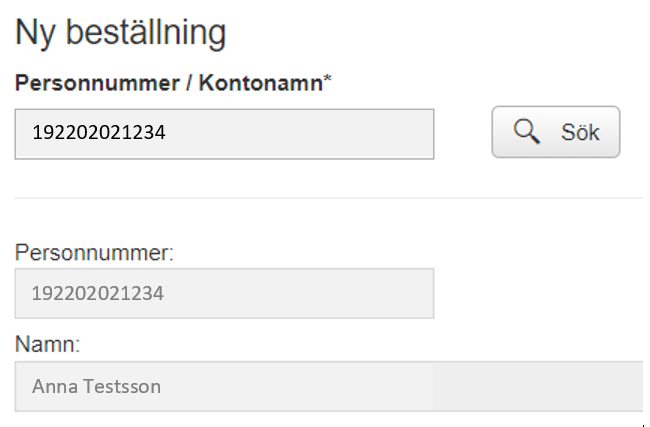 Ny beställning
Personnummer / Kontonamn*
192202021234
Sök
Personnummer:
192202021234
Namn:
Anna Testsson